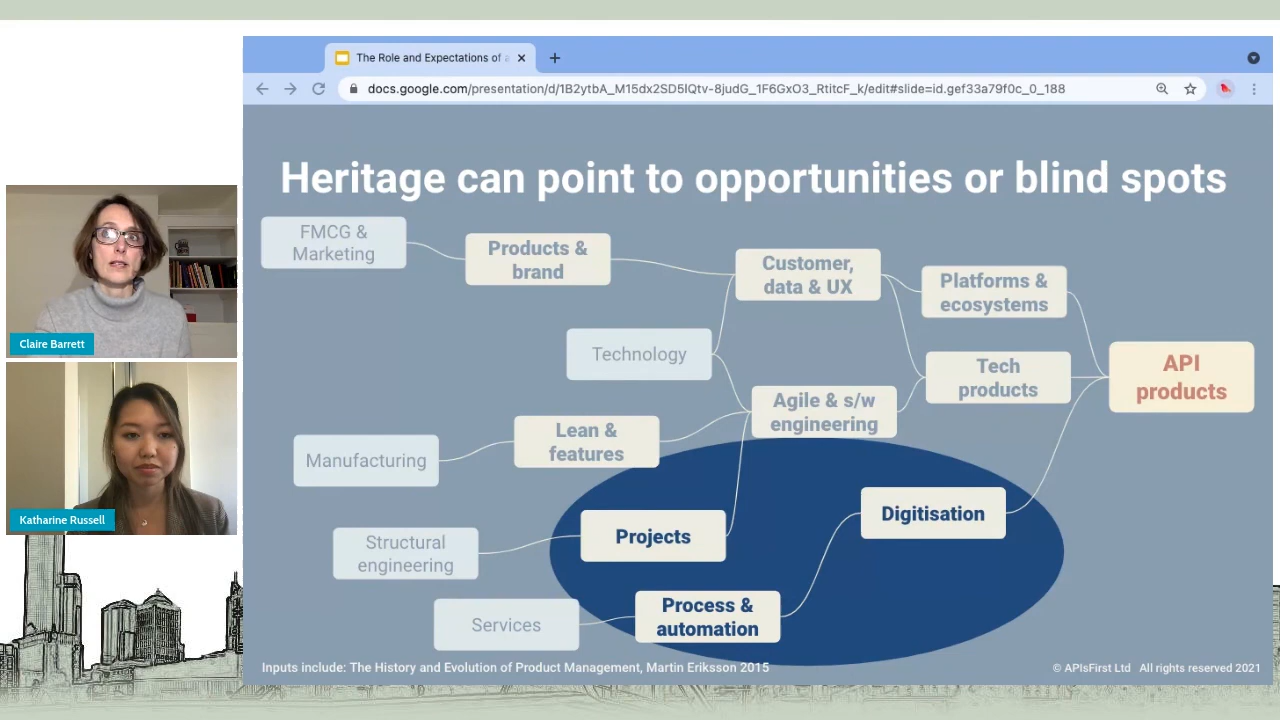 The Role and Expectations of a
docs.google.com/presentation/d/1B2ytbA_M15dx2SD5lQtv-8judG_1F6GxO3_RtitcF_k/edit#slide=id.gef33a79f0c_0_188
Heritage can point to opportunities or blind spots
FMCG &
Marketing
Products &
brand
Customer,
data & UX
Platforms &
ecosystems
Technology
Tech
products
API
products
Agile & s/w
engineering
Lean &
features
Manufacturing
Projects
Digitisation
Structural
engineering
Process &
automation
Services
Inputs include: The History and Evolution of Product Management, Martin Eriksson 2015
© APIsFirst Ltd All rights reserved 2021
Claire Barrett
Katharine Russell